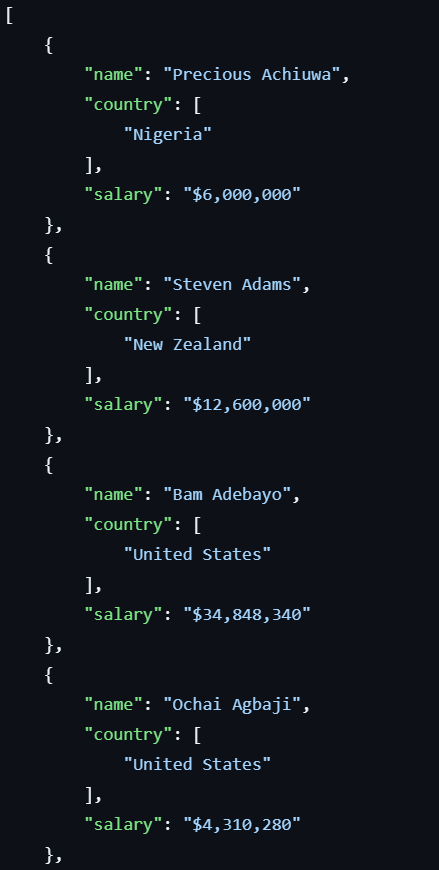 [
    {
        "name": "Precious Achiuwa",
        "country": [
            "Nigeria"
        ],
        "salary": "$6,000,000"
    },
    {
        "name": "Steven Adams",
        "country": [
            "New Zealand"
        ],
        "salary": "$12,600,000"
    },
    {
        "name": "Bam Adebayo",
        "country": [
            "United States"
        ],
        "salary": "$34,848,340"
    },
    {
        "name": "Ochai Agbaji",
        "country": [
            "United States"
        ],
        "salary": "$4,310,280"
    },